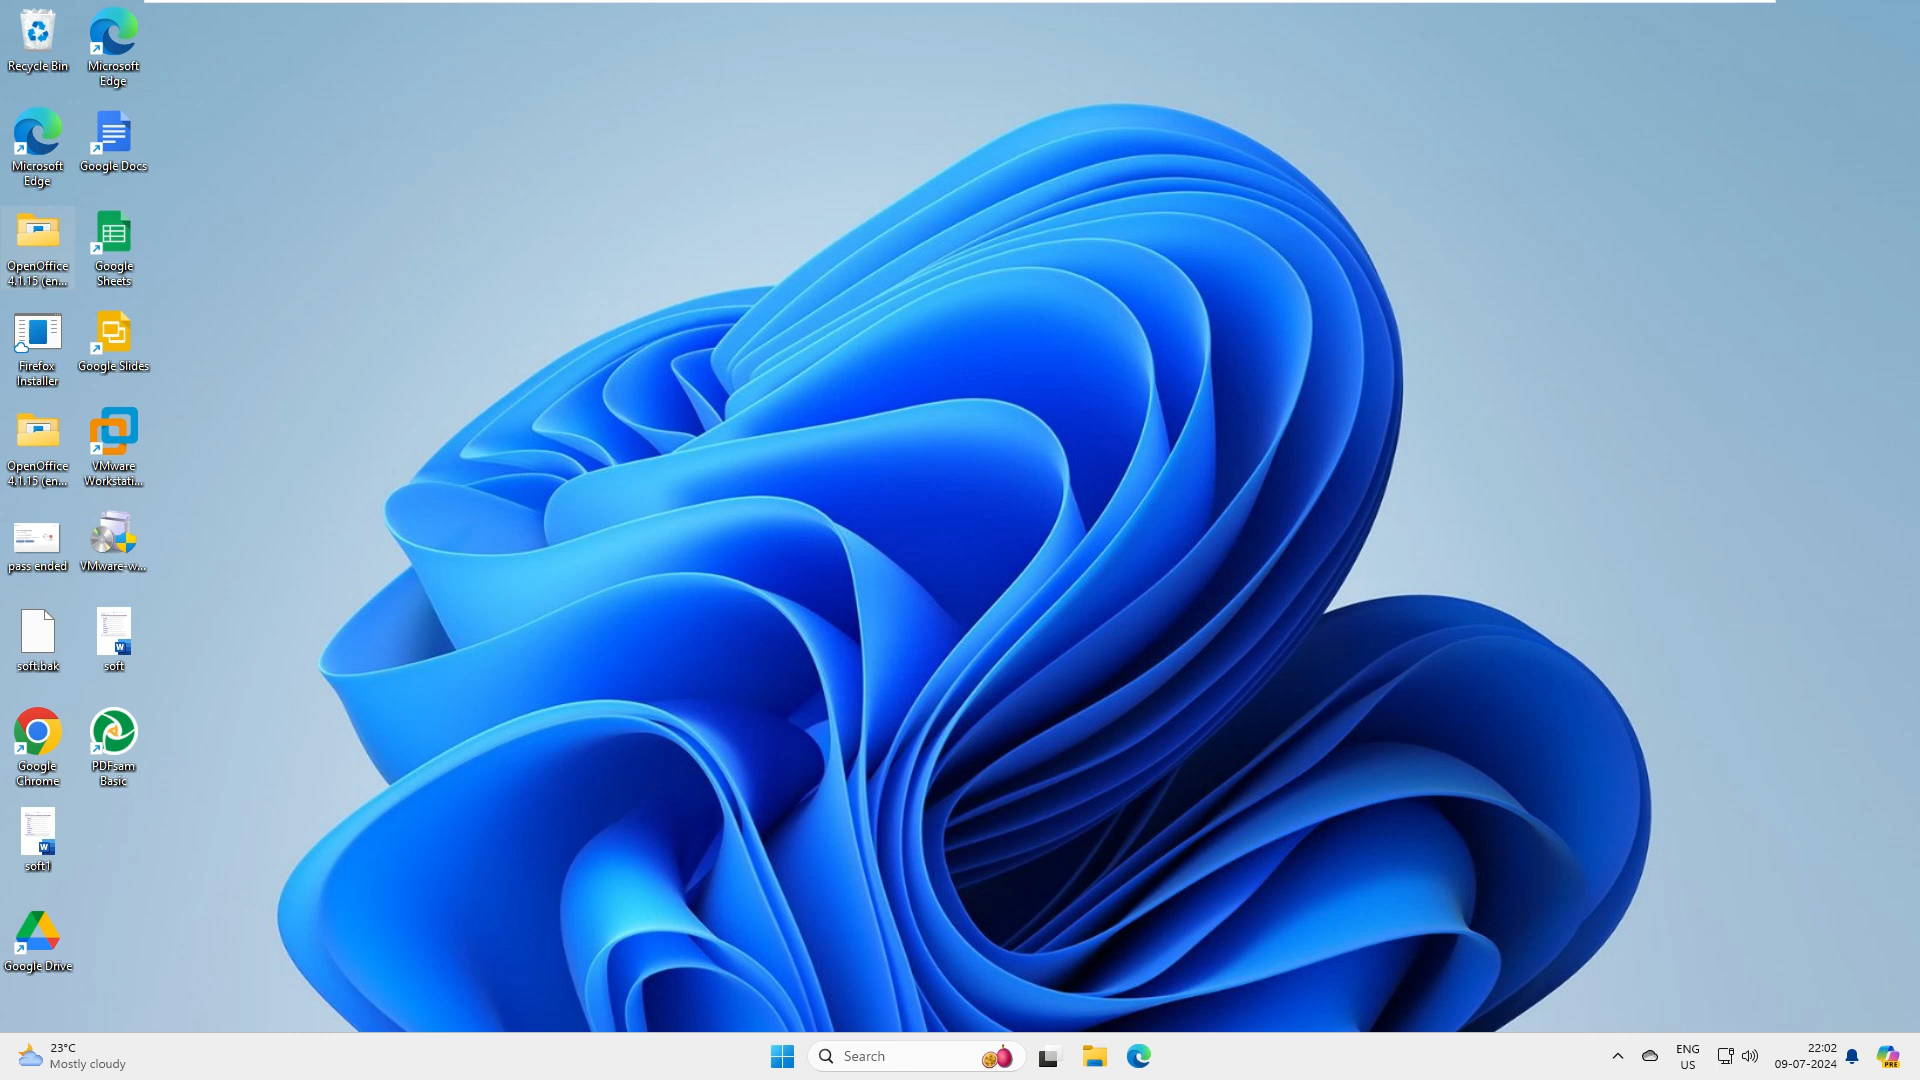 Recycle Bin
Microsoft
Edge
Microsoft
Edge
Google Docs
OpenOffice
4.1.15 (en...
Google
Sheets
Firefox
Installer
Google Slides
OpenOffice
4.1.15 (en...
VMware
Workstati...
pass ended
VMware-w...
soft.bak
soft
Google
Chrome
PDFsam
Basic
soft1
Google Drive
23°C
Mostly cloudy
Search
ENG
US
22:02
09-07-2024
PRE